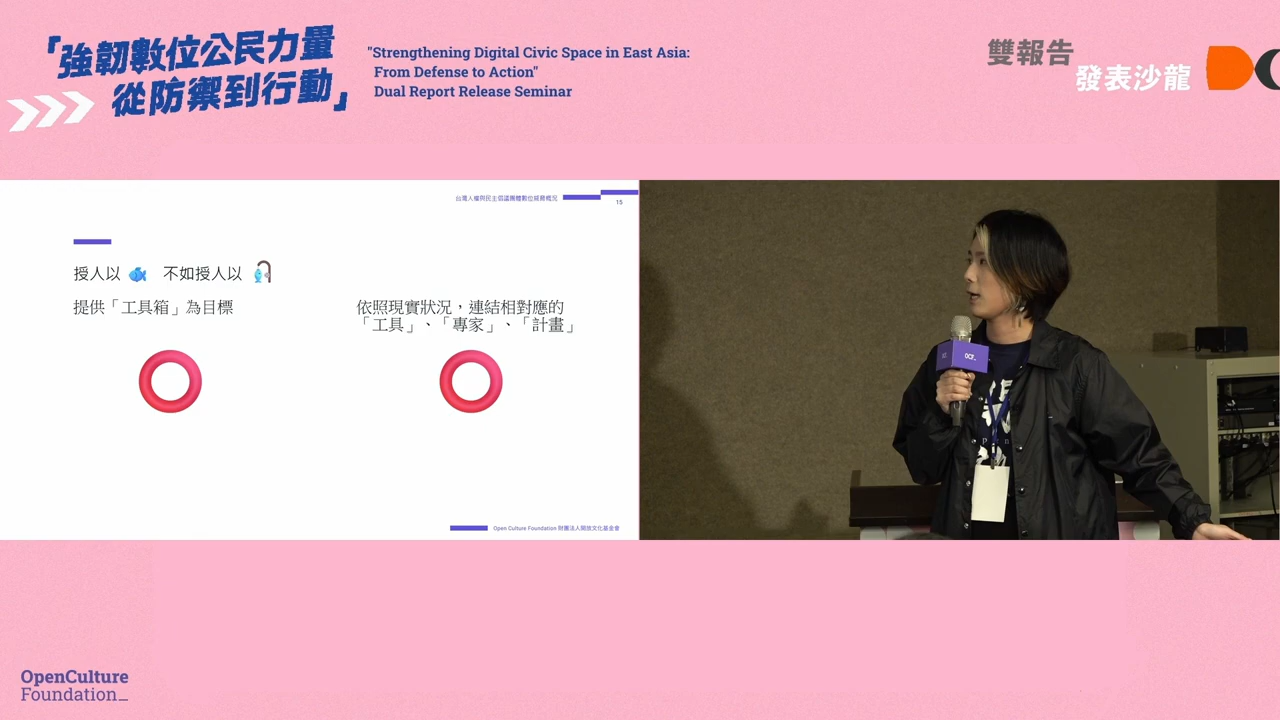 「強韌數位公民力量
從防禦到行動」
"Strengthening Digital Civic Space in East Asia:
From Defense to Action"
Dual Report Release Seminar
雙報告
發表沙龍
台灣人權與民主倡議團體數位威脅概況
15
授人以 🐟 不如授人以 🎣
提供「工具箱」為目標
依照現實狀況，連結相對應的
「工具」、「專家」、「計畫」
Open Culture Foundation 財團法人開放文化基金會
OCF_
OpenCulture
Foundation_